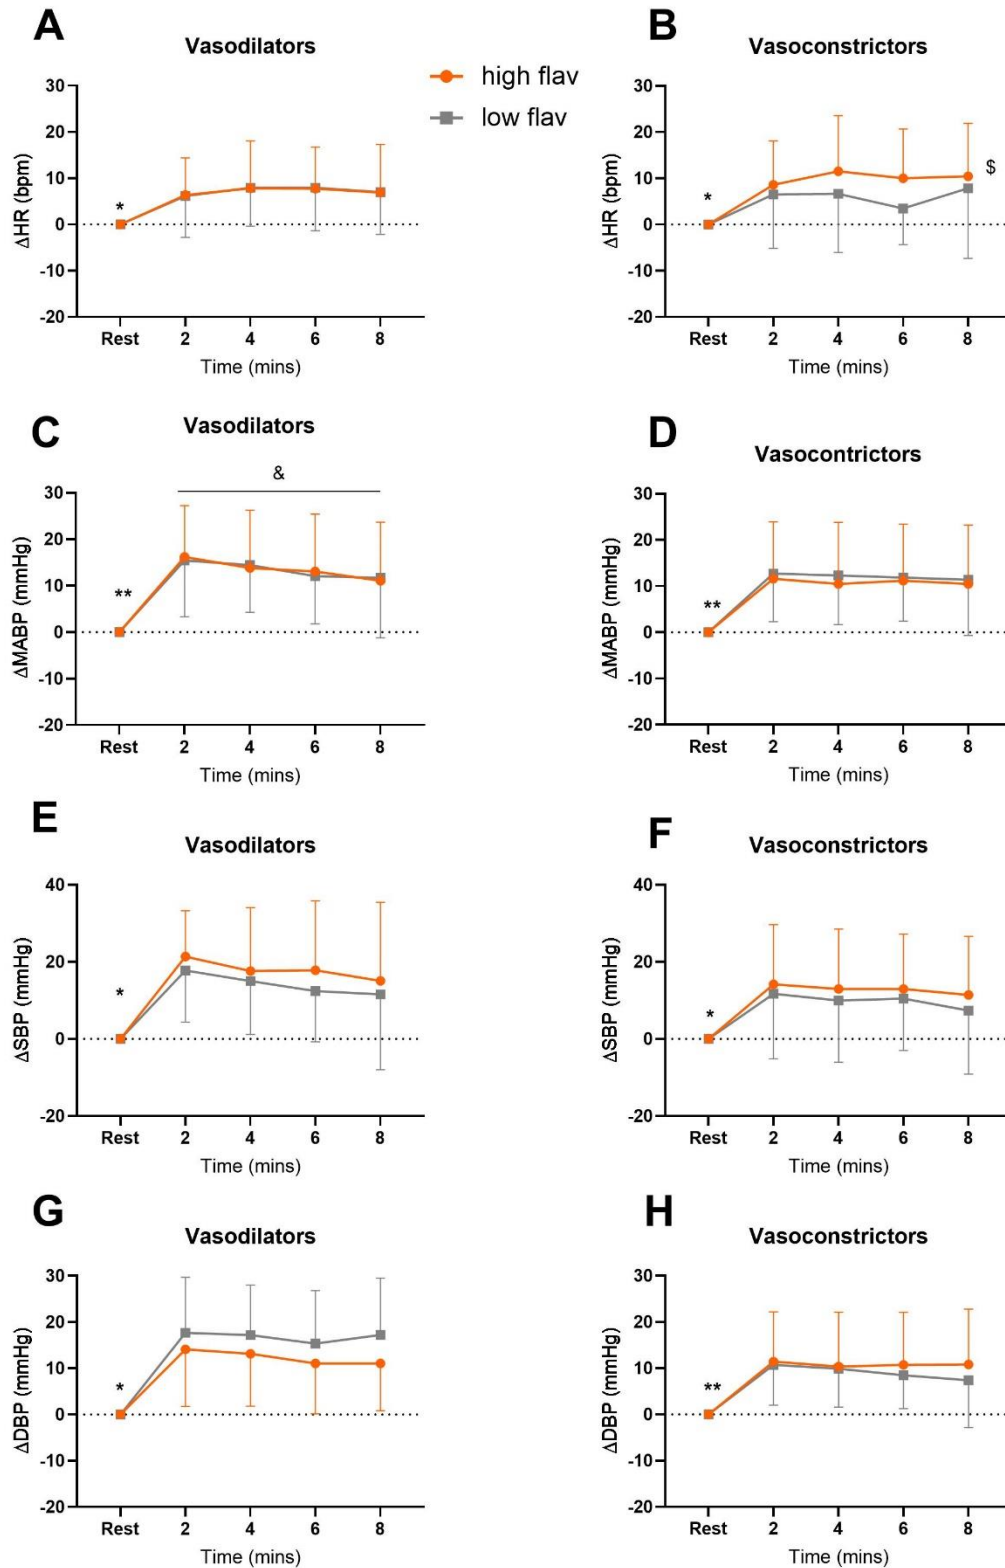 A
Vasodilators
high flav
low flav
30
20
10
0
-10
-20
ΔHR (bpm)
*
Rest 2 4 6 8
Time (mins)
B
Vasoconstrictors
30
20
10
0
-10
-20
ΔHR (bpm)
*
$
Rest 2 4 6 8
Time (mins)
C
Vasodilators
&
30
20
10
0
-10
-20
ΔMABP (mmHg)
**
Rest 2 4 6 8
Time (mins)
D
Vasocontrictors
30
20
10
0
-10
-20
ΔMABP (mmHg)
**
Rest 2 4 6 8
Time (mins)
E
Vasodilators
40
20
0
-20
ΔSBP (mmHg)
*
Rest 2 4 6 8
Time (mins)
F
Vasoconstrictors
40
20
0
-20
ΔSBP (mmHg)
*
Rest 2 4 6 8
Time (mins)
G
Vasodilators
30
20
10
0
-10
-20
ΔDBP (mmHg)
*
Rest 2 4 6 8
Time (mins)
H
Vasoconstrictors
30
20
10
0
-10
-20
ΔDBP (mmHg)
**
Rest 2 4 6 8
Time (mins)